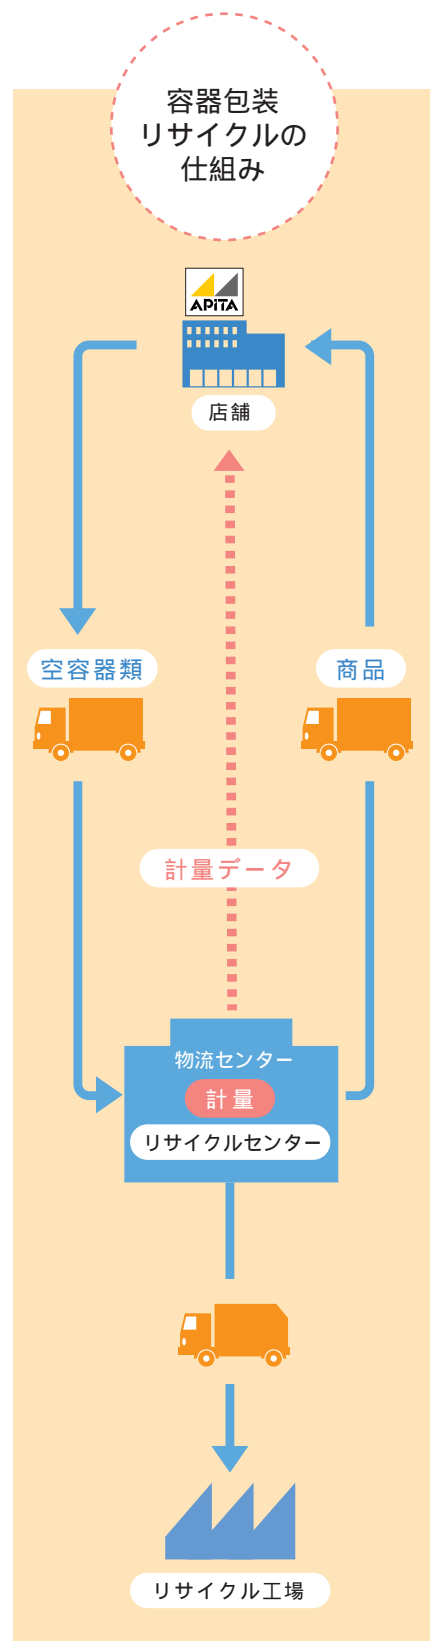 容器包装
リサイクルの
仕組み
APiTA
店舗
空容器類
商品
計量データ
物流センター
計量
リサイクルセンター
リサイクル工場